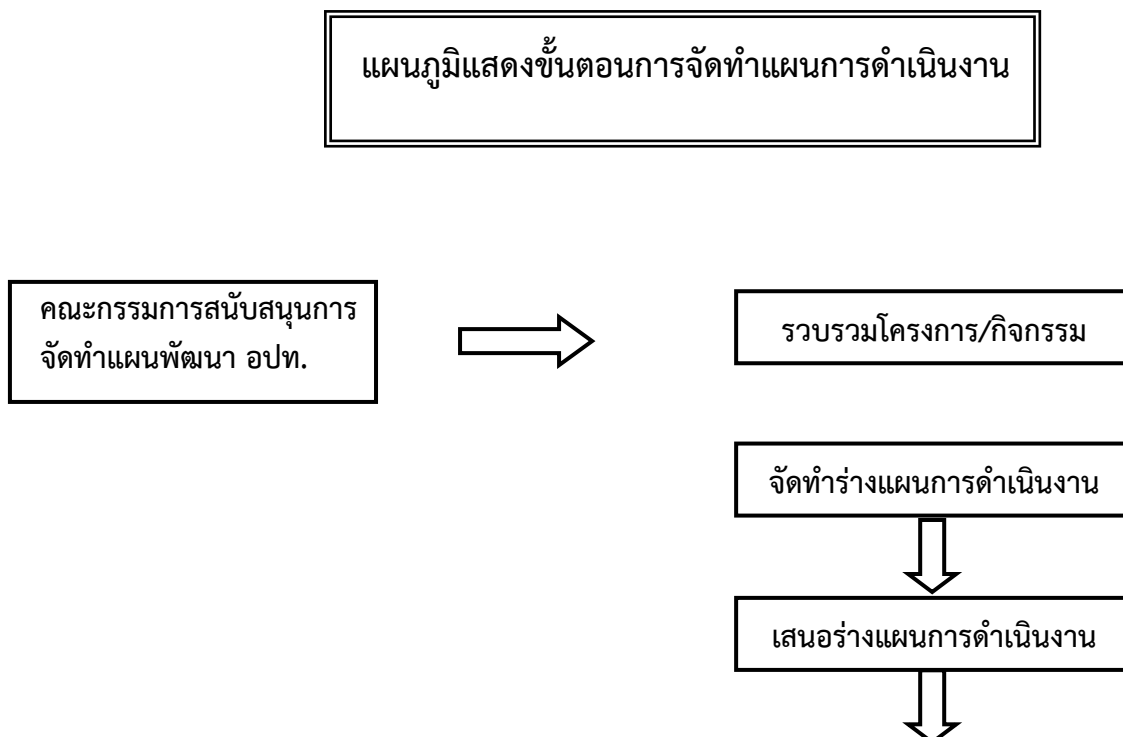 แผนภูมิแสดงขั้นตอนการจัดทำแผนการดำเนินงาน
คณะกรรมการสนับสนุนการ
จัดทำแผนพัฒนา อปท.
รวบรวมโครงการ/กิจกรรม
จัดทำร่างแผนการดำเนินงาน
เสนอร่างแผนการดำเนินงาน